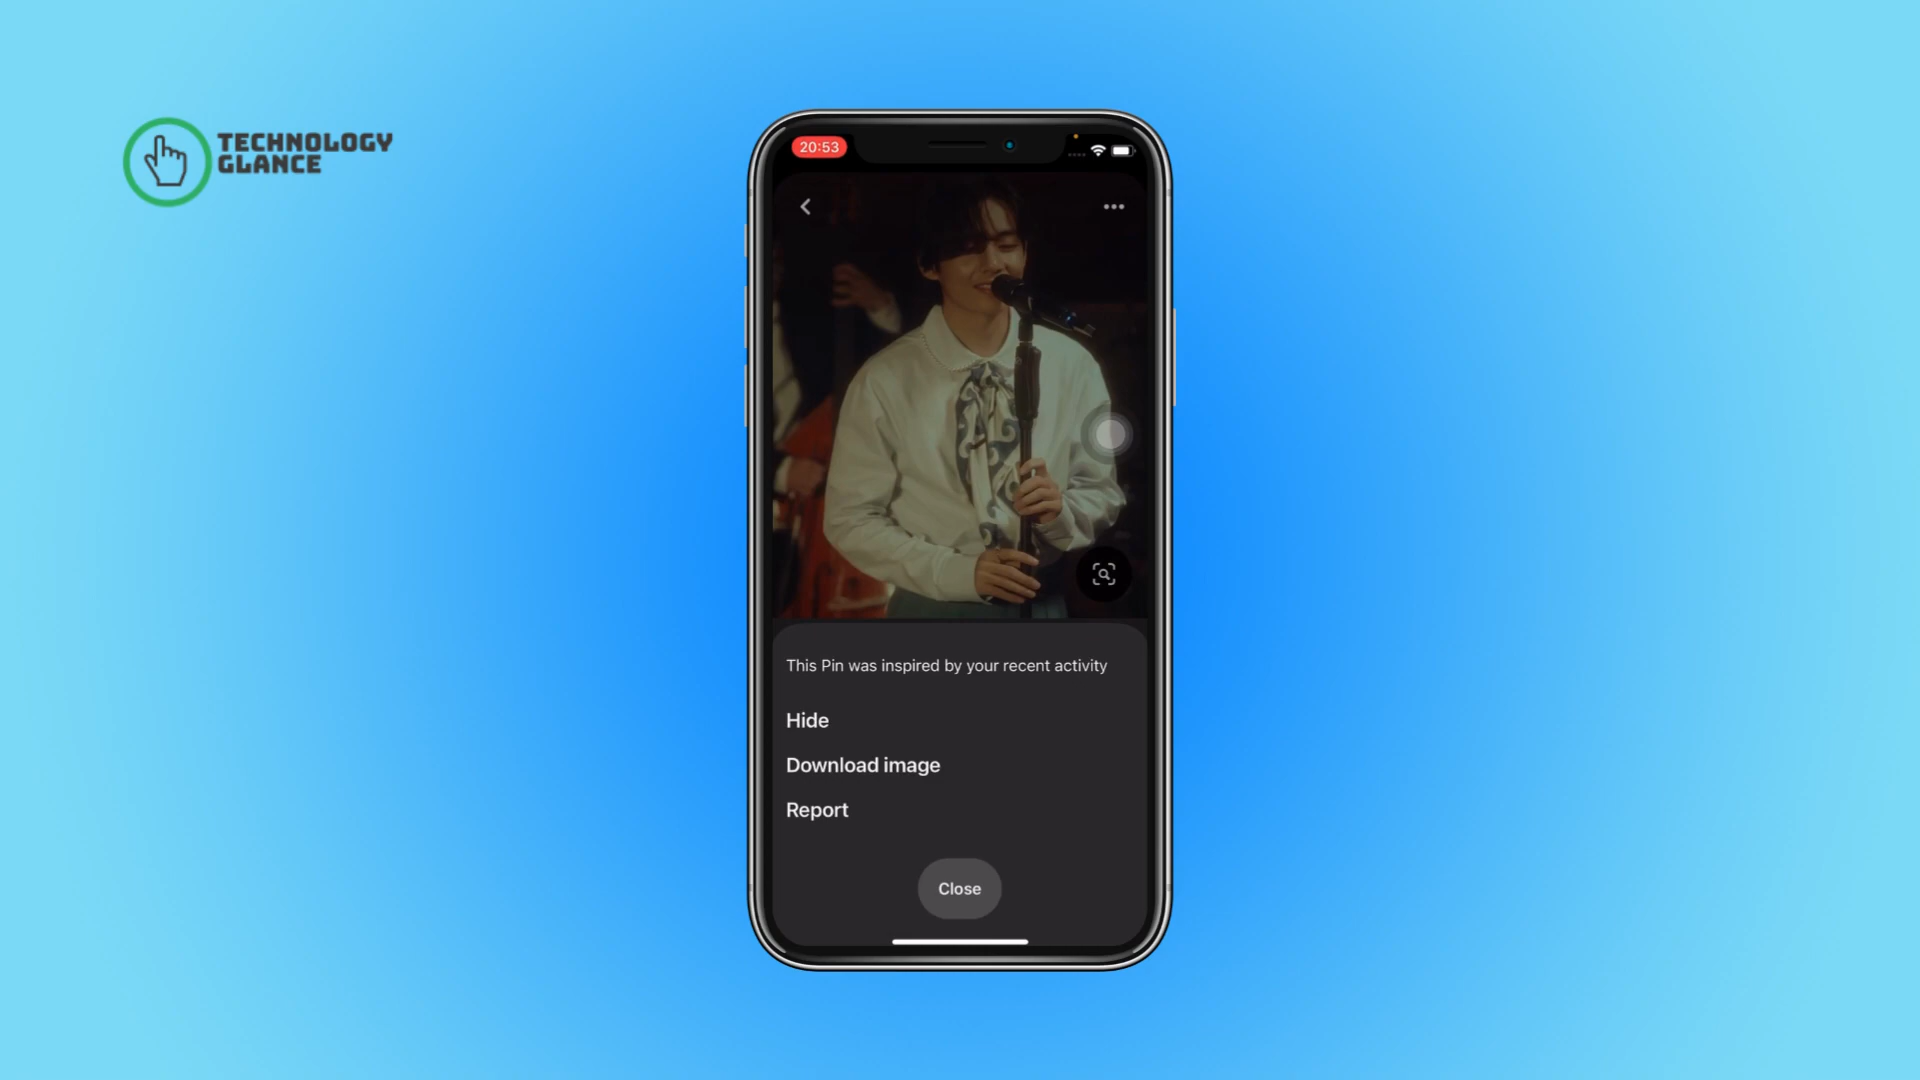 TECHNOLOGY
GLANCE
20:53
This Pin was inspired by your recent activity
Hide
Download image
Report
Close